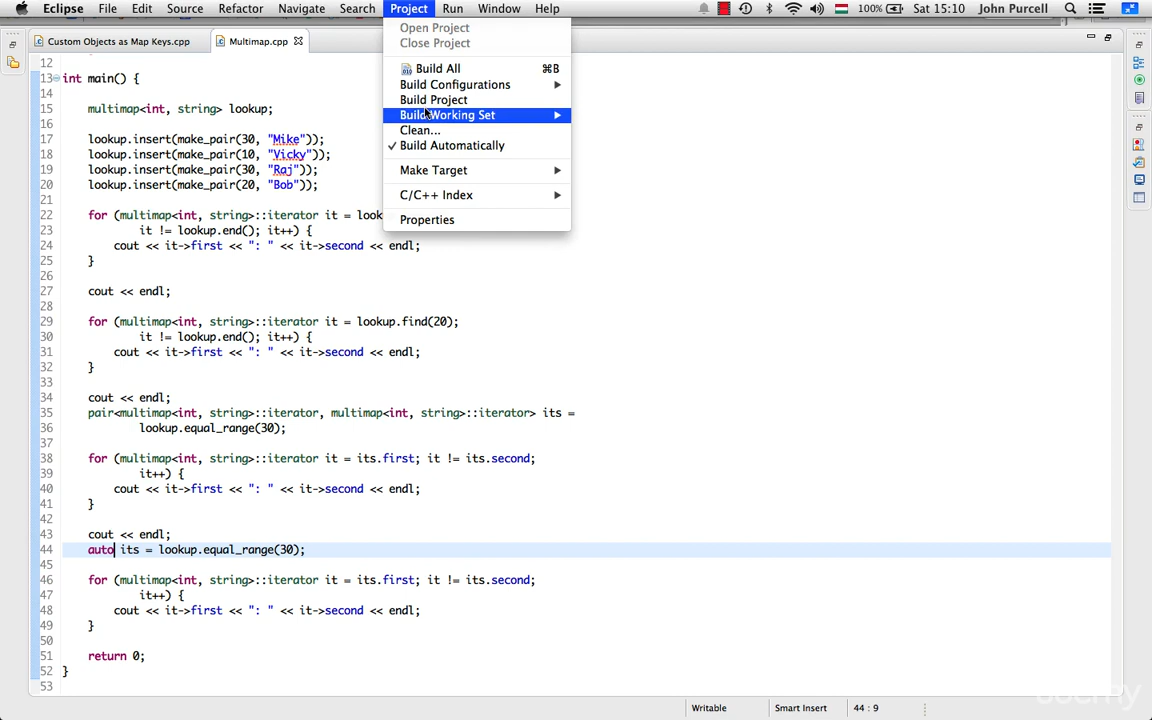 Eclipse File Edit Source Refactor Navigate Search Project Run Window Help 100% Sat 15:10 John Purcell
Custom Objects as Map Keys.cpp Multimap.cpp
Open Project
Close Project
Build All ⌘B
Build Configurations
Build Project
Build Working Set
Clean...
✓ Build Automatically
Make Target
C/C++ Index
Properties
12
13 int main() {
14
15 multimap<int, string> lookup;
16
17 lookup.insert(make_pair(30, "Mike"));
18 lookup.insert(make_pair(10, "Vicky"));
19 lookup.insert(make_pair(30, "Raj"));
20 lookup.insert(make_pair(20, "Bob"));
21
22 for (multimap<int, string>::iterator it = look
23 it != lookup.end(); it++) {
24 cout << it->first << ": " << it->second << endl;
25 }
26
27 cout << endl;
28
29 for (multimap<int, string>::iterator it = lookup.find(20);
30 it != lookup.end(); it++) {
31 cout << it->first << ": " << it->second << endl;
32 }
33
34 cout << endl;
35 pair<multimap<int, string>::iterator, multimap<int, string>::iterator> its =
36 lookup.equal_range(30);
37
38 for (multimap<int, string>::iterator it = its.first; it != its.second;
39 it++) {
40 cout << it->first << ": " << it->second << endl;
41 }
42
43 cout << endl;
44 auto its = lookup.equal_range(30);
45
46 for (multimap<int, string>::iterator it = its.first; it != its.second;
47 it++) {
48 cout << it->first << ": " << it->second << endl;
49 }
50
51 return 0;
52 }
53
Writable Smart Insert 44 : 9
udemy